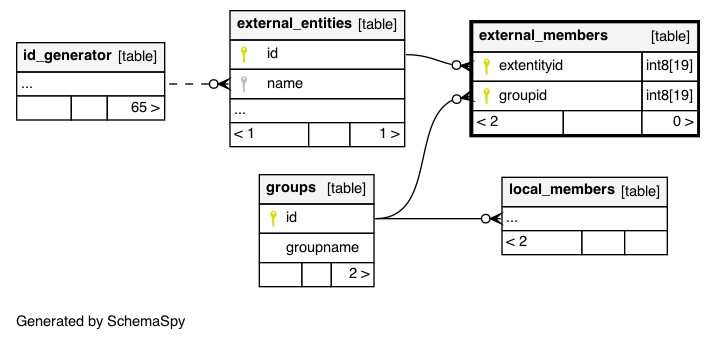 id_generator [table]
...
65 >
external_entities [table]
id
name
...
< 1 1 >
external_members [table]
extentityid int8[19]
groupid int8[19]
< 2 0 >
groups [table]
id
groupname
2 >
local_members [table]
...
< 2
Generated by SchemaSpy